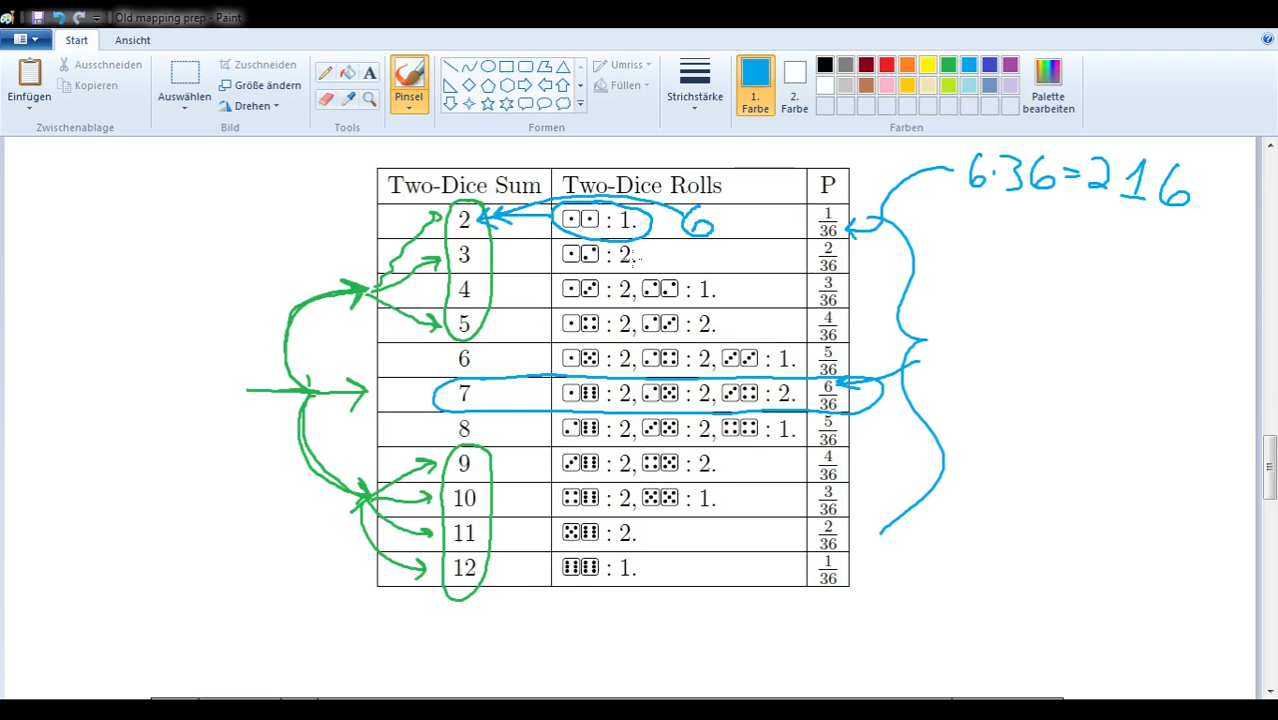 Old mapping prep - Paint
Start Ansicht
Einfügen
Ausschneiden
Kopieren
Zwischenablage
Auswählen
Zuschneiden
Größe ändern
Drehen
Bild
A
Pinsel
Tools
Umriss
Füllen
Formen
Strichstärke
1. Farbe
2. Farbe
Palette bearbeiten
Farben
6·36=216
Two-Dice Sum Two-Dice Rolls P
2 ⚀⚀ : 1. 6 1/36
3 ⚀⚁ : 2. 2/36
4 ⚀⚂ : 2, ⚁⚁ : 1. 3/36
5 ⚀⚃ : 2, ⚁⚂ : 2. 4/36
6 ⚀⚄ : 2, ⚁⚃ : 2, ⚂⚂ : 1. 5/36
7 ⚀⚅ : 2, ⚁⚄ : 2, ⚂⚃ : 2. 6/36
8 ⚁⚅ : 2, ⚂⚄ : 2, ⚃⚃ : 1. 5/36
9 ⚂⚅ : 2, ⚃⚄ : 2. 4/36
10 ⚃⚅ : 2, ⚄⚄ : 1. 3/36
11 ⚄⚅ : 2. 2/36
12 ⚅⚅ : 1. 1/36